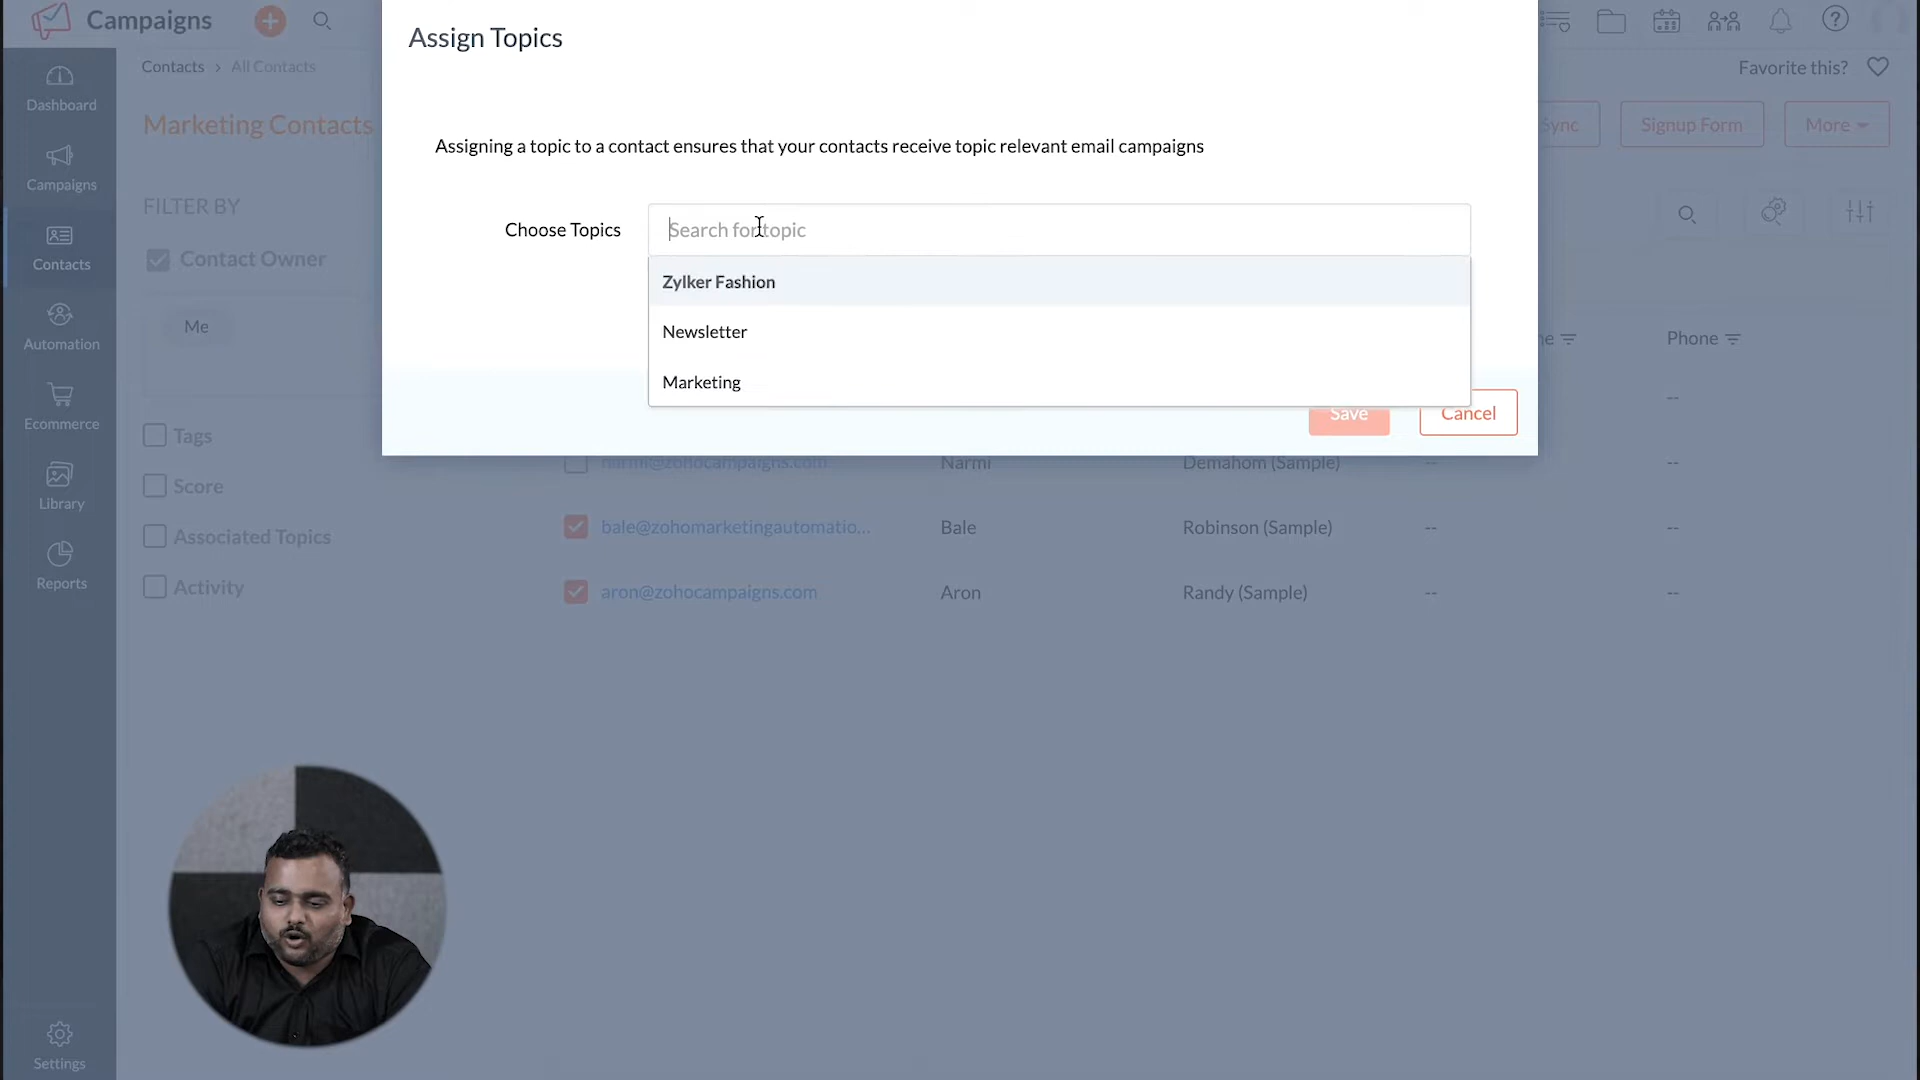 Campaigns
Assign Topics
Contacts > All Contacts
Favorite this?
Marketing Contacts
Sync
Signup Form
More
Assigning a topic to a contact ensures that your contacts receive topic relevant email campaigns
Choose Topics
Search for topic
Zylker Fashion
Newsletter
Marketing
Save
Cancel
Dashboard
Campaigns
Contacts
Automation
Ecommerce
Library
Reports
Settings
FILTER BY
Contact Owner
Me
Tags
Score
Associated Topics
Activity
Phone
--
narmi@zohocampaigns.com
Narmi
Demahom (Sample)
--
--
bale@zohomarketingautomatio...
Bale
Robinson (Sample)
--
--
aron@zohocampaigns.com
Aron
Randy (Sample)
--
--